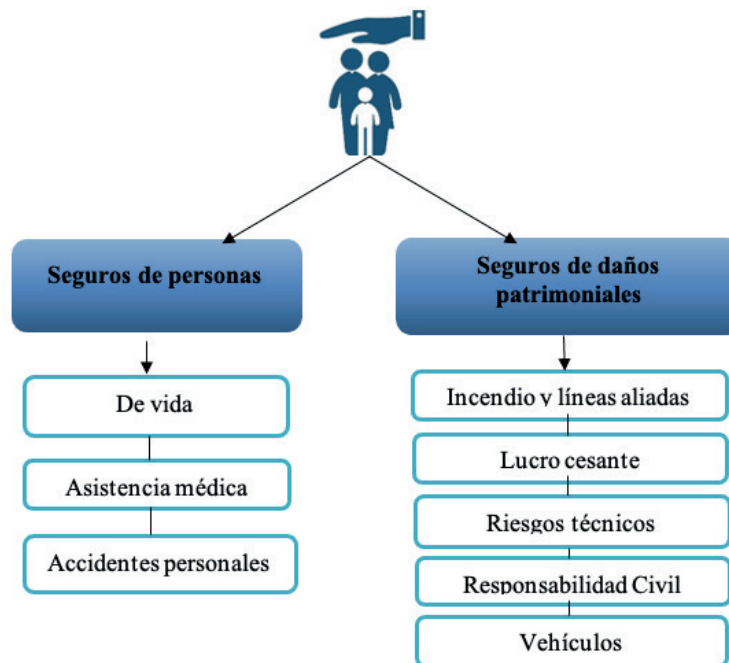 Seguros de personas
Seguros de daños
patrimoniales
De vida
Asistencia médica
Accidentes personales
Incendio y líneas aliadas
Lucro cesante
Riesgos técnicos
Responsabilidad Civil
Vehículos